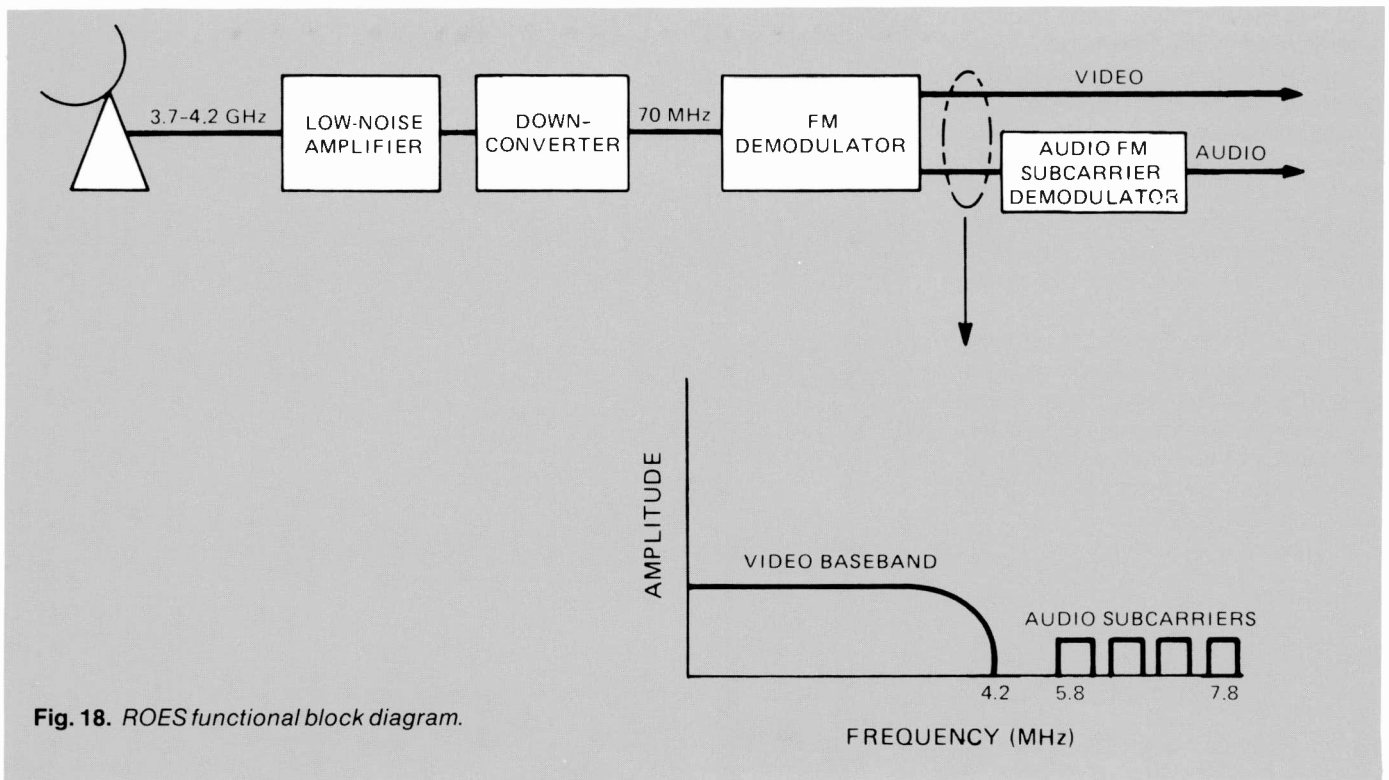 3.7–4.2 GHz
LOW-NOISE
AMPLIFIER
DOWN-
CONVERTER
70 MHz
FM
DEMODULATOR
VIDEO
AUDIO FM
SUBCARRIER
DEMODULATOR
AUDIO
AMPLITUDE
VIDEO BASEBAND
AUDIO SUBCARRIERS
4.2
5.8
7.8
FREQUENCY (MHz)
Fig. 18. ROES functional block diagram.